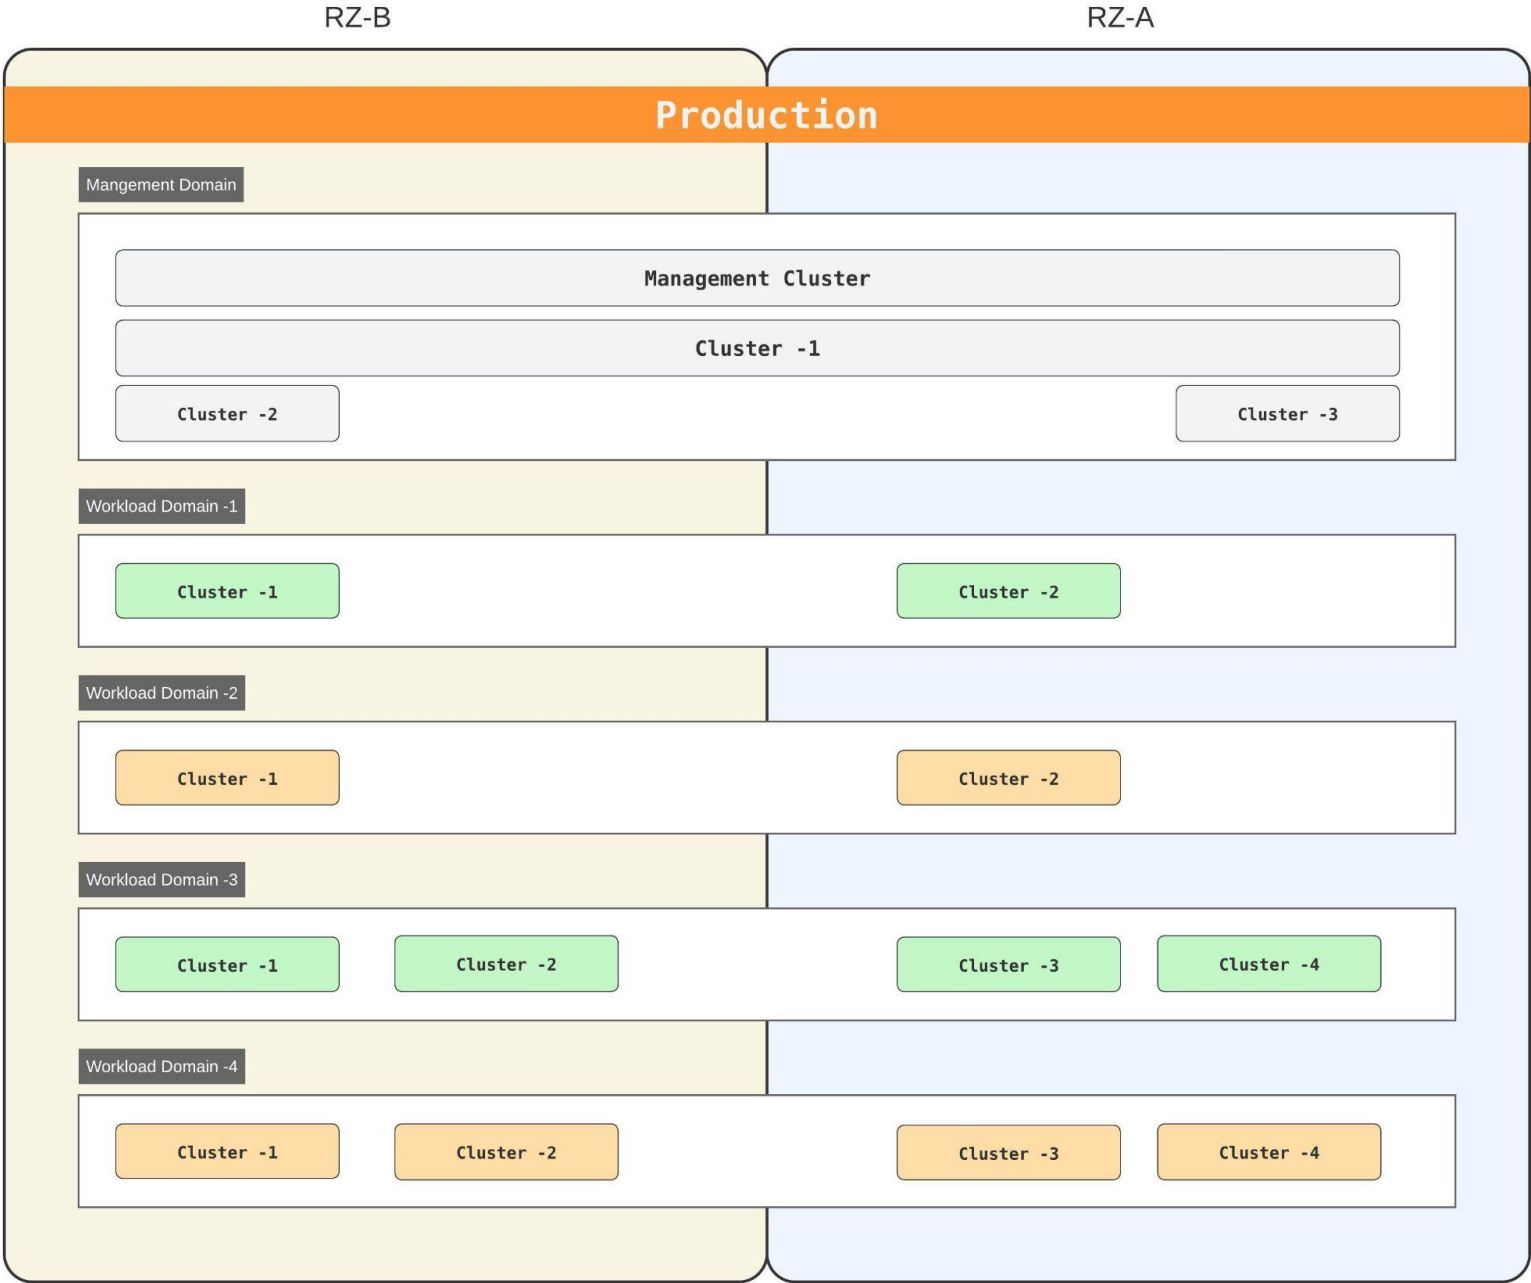 RZ-B
RZ-A
Production
Mangement Domain
Management Cluster
Cluster -1
Cluster -2
Cluster -3
Workload Domain -1
Cluster -1
Cluster -2
Workload Domain -2
Cluster -1
Cluster -2
Workload Domain -3
Cluster -1
Cluster -2
Cluster -3
Cluster -4
Workload Domain -4
Cluster -1
Cluster -2
Cluster -3
Cluster -4